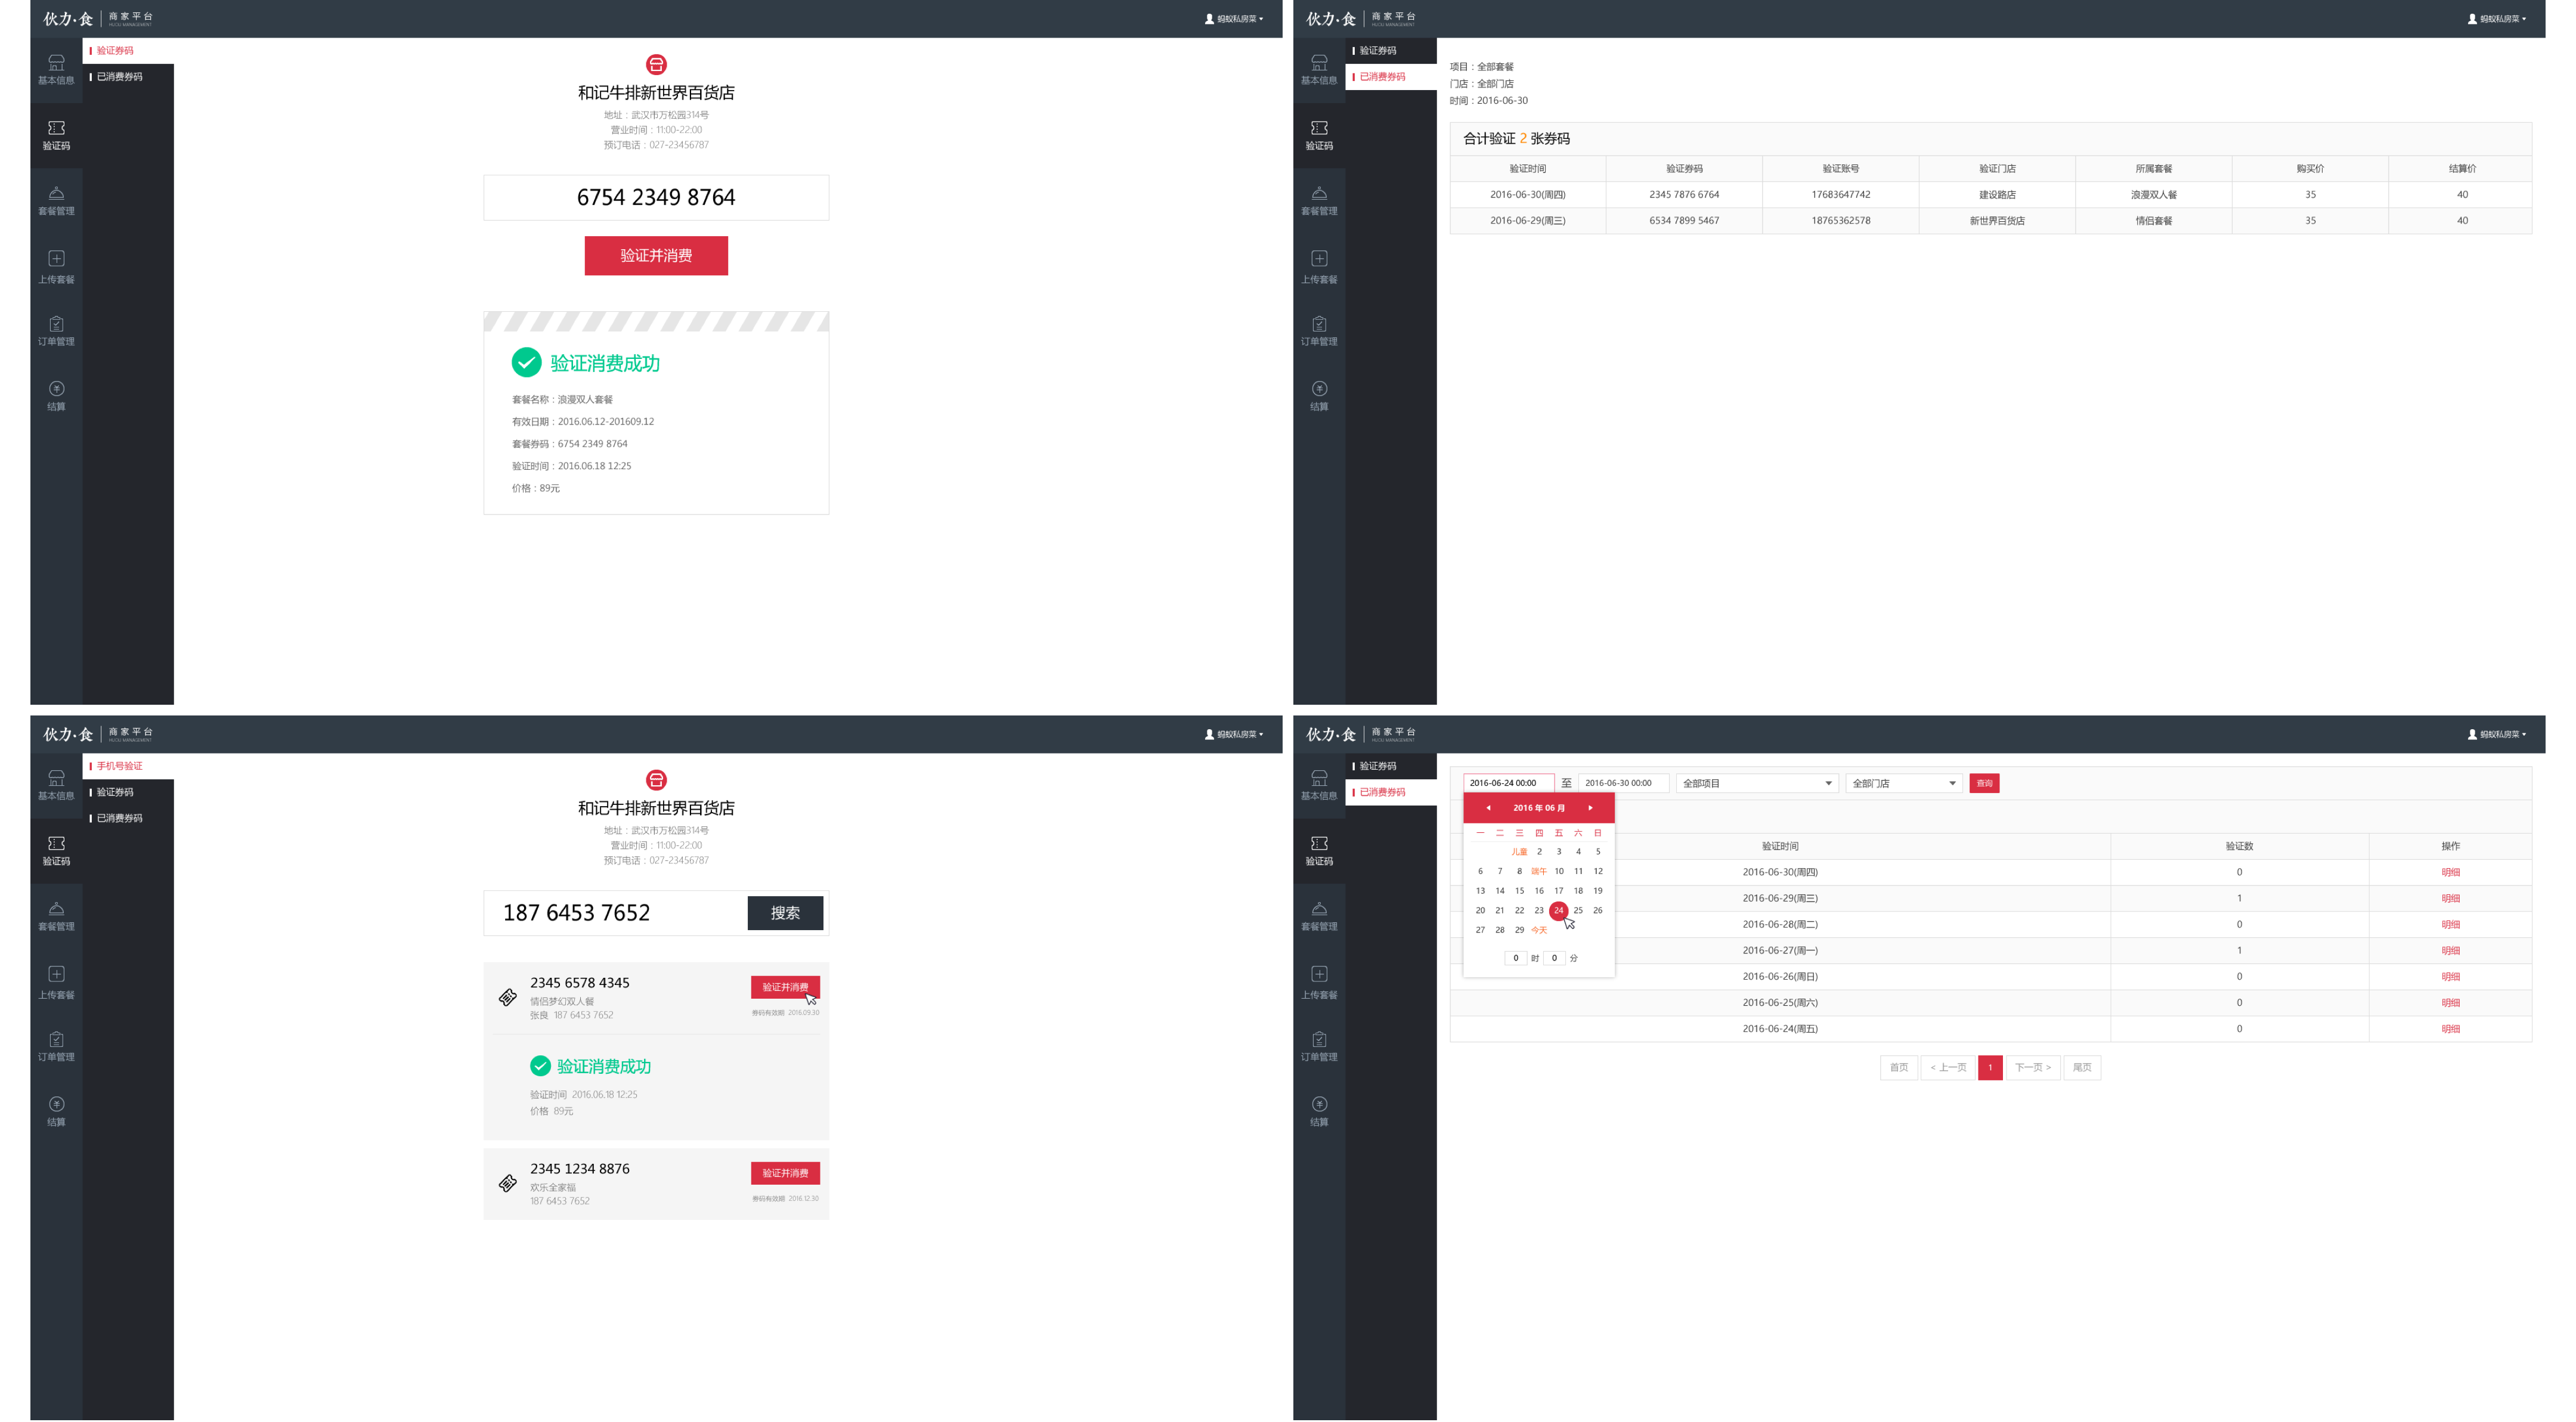 伙力·食 商家平台
HUOLI MANAGEMENT
蚂蚁私房菜
基本信息
验证码
套餐管理
上传套餐
订单管理
结算
验证券码
已消费券码
和记牛排新世界百货店
地址：武汉市万松园314号
营业时间：11:00-22:00
预订电话：027-23456787
6754 2349 8764
验证并消费
验证消费成功
套餐名称：浪漫双人套餐
有效日期：2016.06.12-201609.12
套餐券码：6754 2349 8764
验证时间：2016.06.18 12:25
价格：89元
伙力·食 商家平台
HUOLI MANAGEMENT
蚂蚁私房菜
基本信息
验证码
套餐管理
上传套餐
订单管理
结算
验证券码
已消费券码
项目：全部套餐
门店：全部门店
时间：2016-06-30
合计验证 2 张券码
验证时间 验证券码 验证账号 验证门店 所属套餐 购买价 结算价
2016-06-30(周四) 2345 7876 6764 17683647742 建设路店 浪漫双人餐 35 40
2016-06-29(周三) 6534 7899 5467 18765362578 新世界百货店 情侣套餐 35 40
伙力·食 商家平台
HUOLI MANAGEMENT
蚂蚁私房菜
基本信息
验证码
套餐管理
上传套餐
订单管理
结算
手机号验证
验证券码
已消费券码
和记牛排新世界百货店
地址：武汉市万松园314号
营业时间：11:00-22:00
预订电话：027-23456787
187 6453 7652 搜索
2345 6578 4345
情侣梦幻双人餐
张良 187 6453 7652
验证并消费
券码有效期 2016.09.30
验证消费成功
验证时间 2016.06.18 12:25
价格 89元
2345 1234 8876
欢乐全家福
187 6453 7652
验证并消费
券码有效期 2016.12.30
伙力·食 商家平台
HUOLI MANAGEMENT
蚂蚁私房菜
基本信息
验证码
套餐管理
上传套餐
订单管理
结算
验证券码
已消费券码
2016-06-24 00:00 至 2016-06-30 00:00 全部项目 全部门店 查询
2016 年 06 月
一 二 三 四 五 六 日
儿童 2 3 4 5
6 7 8 端午 10 11 12
13 14 15 16 17 18 19
20 21 22 23 24 25 26
27 28 29 今天
0 时 0 分
验证时间 验证数 操作
2016-06-30(周四) 0 明细
2016-06-29(周三) 1 明细
2016-06-28(周二) 0 明细
2016-06-27(周一) 1 明细
2016-06-26(周日) 0 明细
2016-06-25(周六) 0 明细
2016-06-24(周五) 0 明细
首页 < 上一页 1 下一页 > 尾页